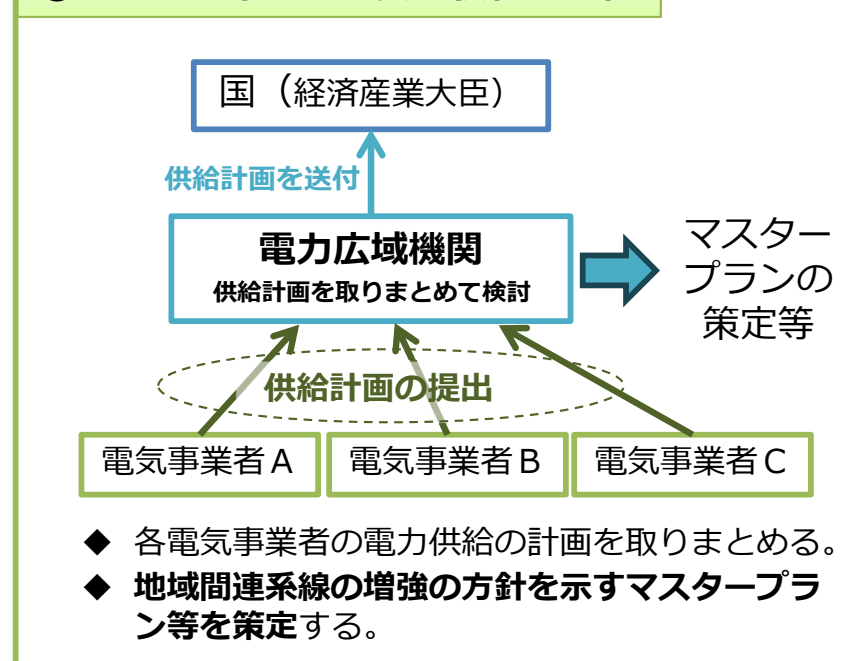 国（経済産業大臣）
供給計画を送付
電力広域機関
供給計画を取りまとめて検討
マスター
プランの
策定等
供給計画の提出
電気事業者A
電気事業者B
電気事業者C
◆ 各電気事業者の電力供給の計画を取りまとめる。
◆ 地域間連系線の増強の方針を示すマスタープラ
ン等を策定する。